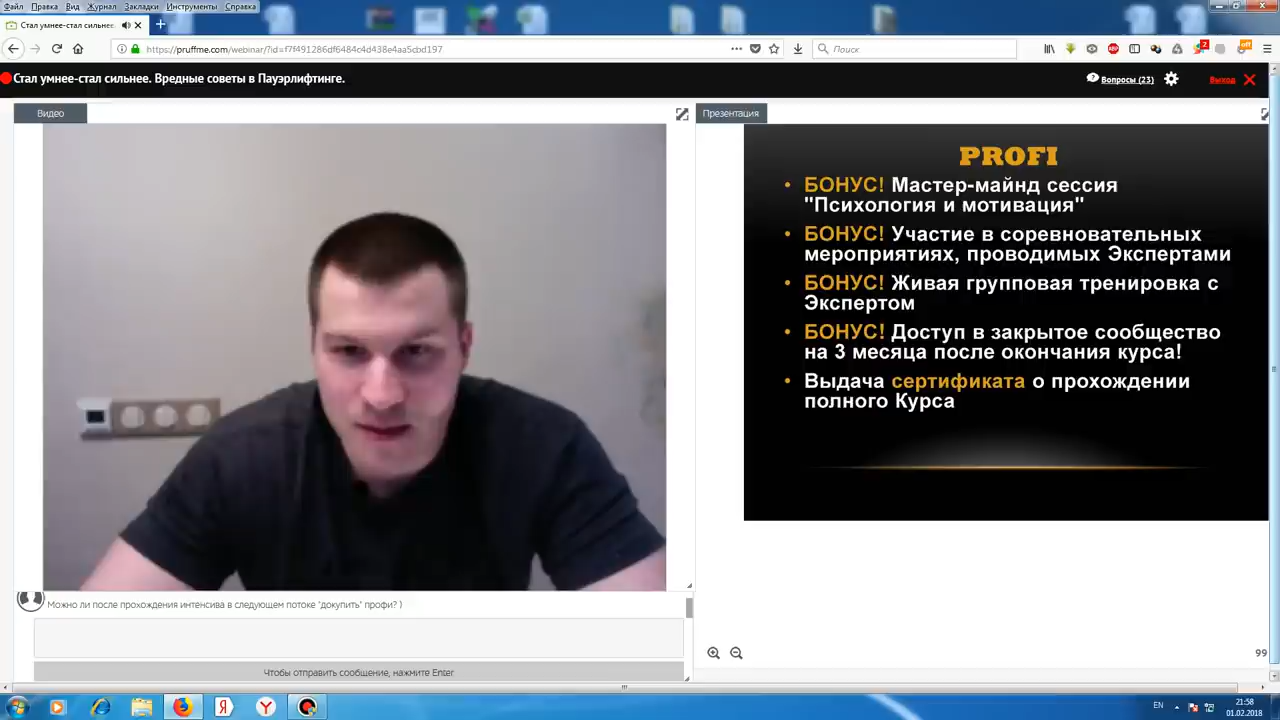 Файл Правка Вид Журнал Закладки Инструменты Справка
Стал умнее-стал сильнее
https://pruffme.com/webinar/?id=f7f491286df6484c4d438e4aa5cbd197
Поиск
ABP
2
off
Стал умнее-стал сильнее. Вредные советы в Пауэрлифтинге.
Вопросы (23)
Выход
Видео
Презентация
PROFI
• БОНУС! Мастер-майнд сессия
"Психология и мотивация"
• БОНУС! Участие в соревновательных
мероприятиях, проводимых Экспертами
• БОНУС! Живая групповая тренировка с
Экспертом
• БОНУС! Доступ в закрытое сообщество
на 3 месяца после окончания курса!
• Выдача сертификата о прохождении
полного Курса
Можно ли после прохождения интенсива в следующем потоке "докупить" профи? )
Чтобы отправить сообщение, нажмите Enter
99
EN
21:58
01.02.2018